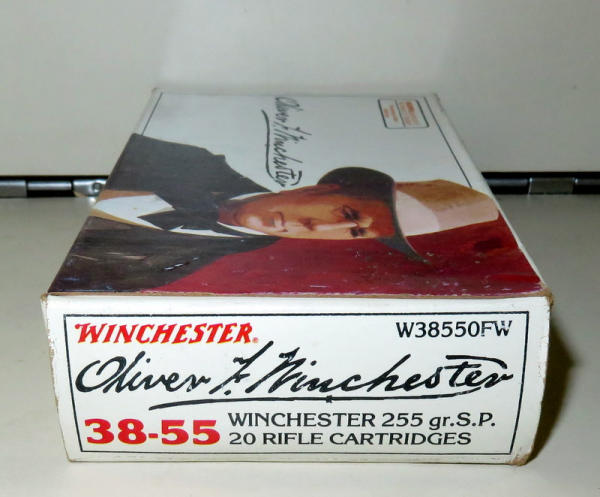 Oliver F. Winchester
WINCHESTER® W38550FW
Oliver F. Winchester
38-55 WINCHESTER 255 gr.S.P.
20 RIFLE CARTRIDGES